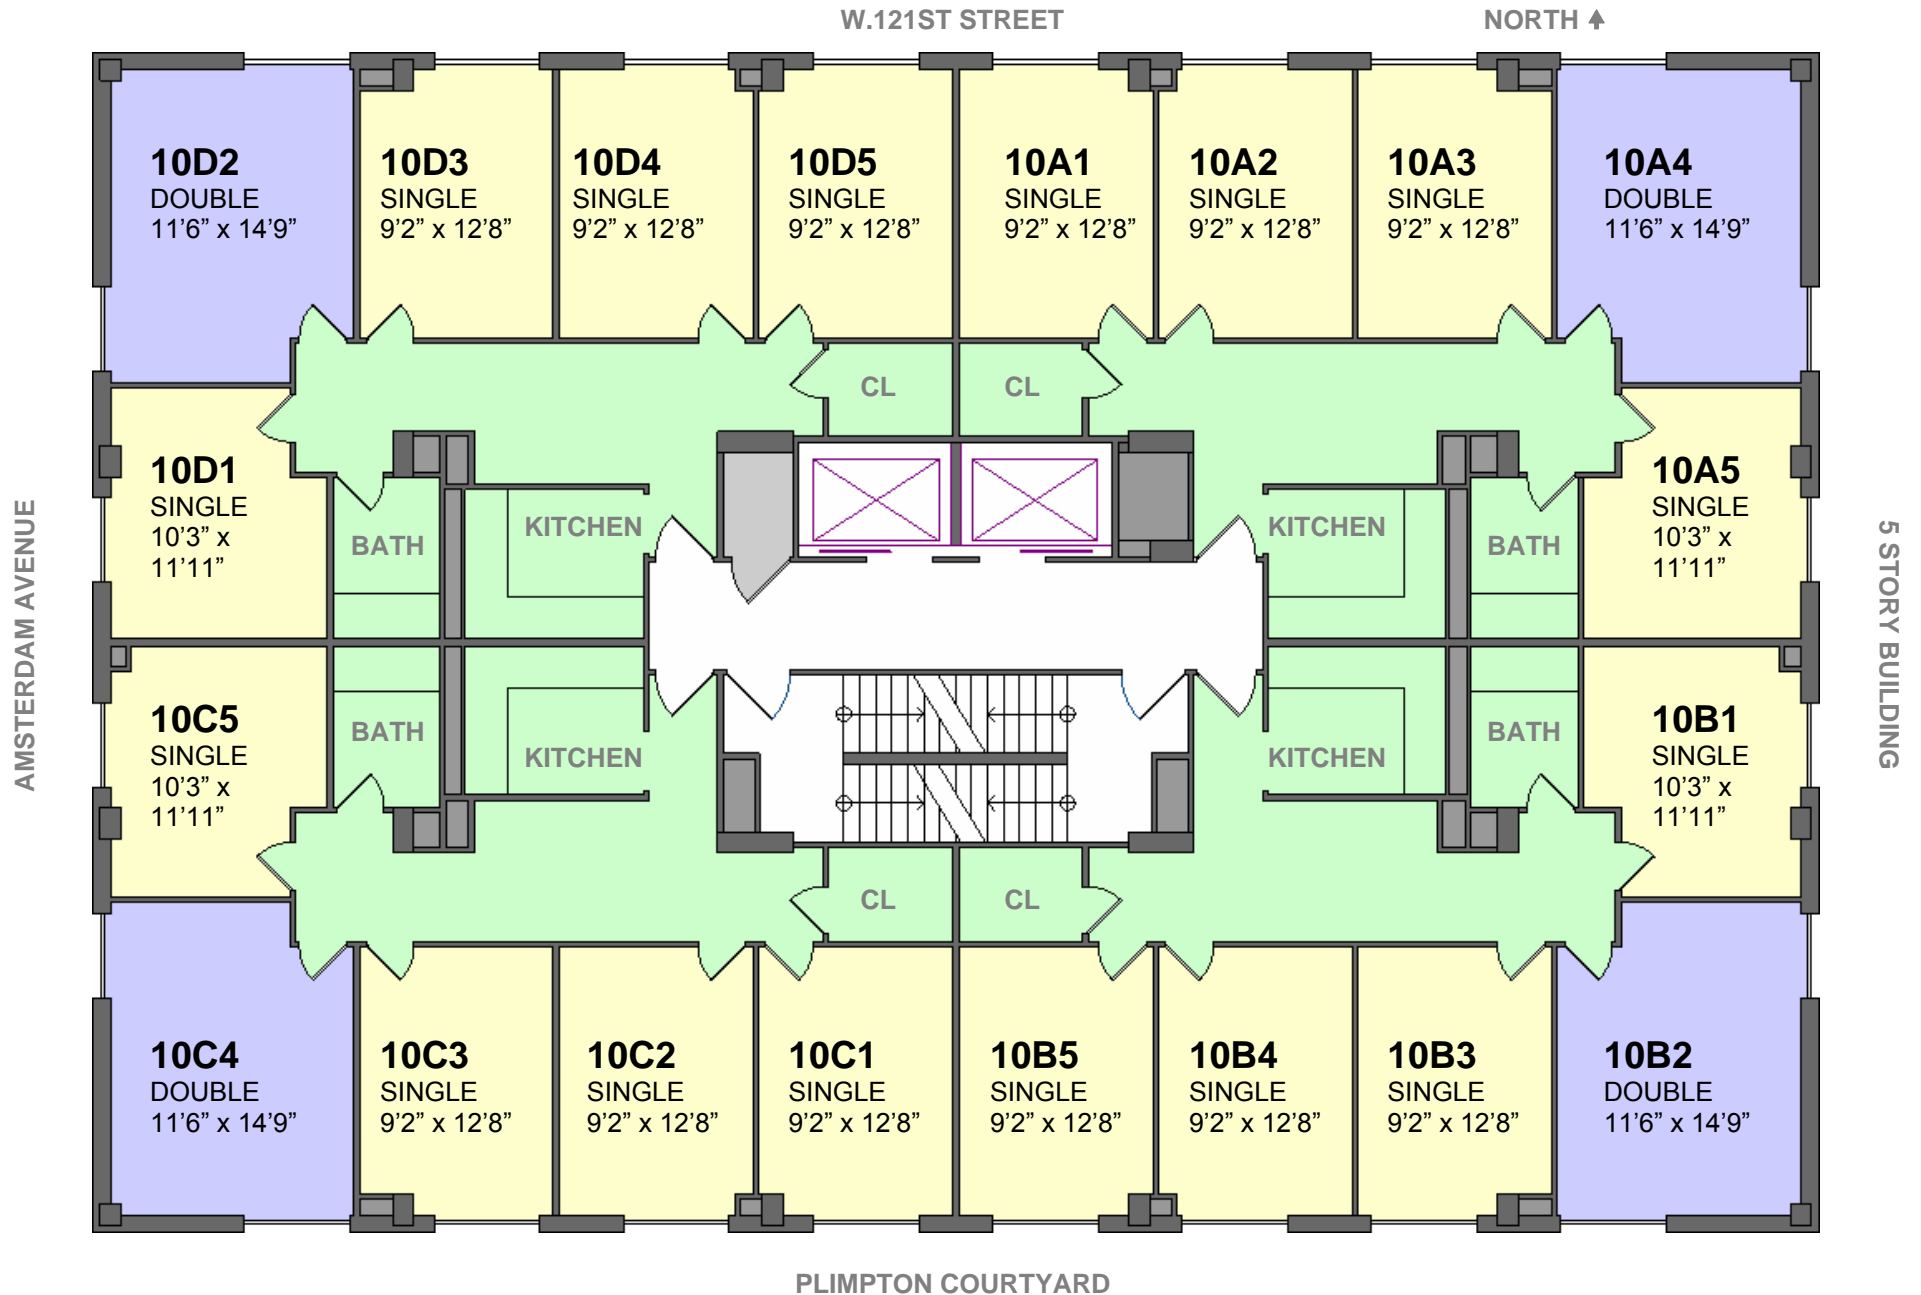 W.121ST STREET
NORTH
10D2
DOUBLE
11’6” x 14’9”
10D3
SINGLE
9’2” x 12’8”
10D4
SINGLE
9’2” x 12’8”
10D5
SINGLE
9’2” x 12’8”
10A1
SINGLE
9’2” x 12’8”
10A2
SINGLE
9’2” x 12’8”
10A3
SINGLE
9’2” x 12’8”
10A4
DOUBLE
11’6” x 14’9”
CL
CL
10D1
SINGLE
10’3” x
11’11”
BATH
KITCHEN
KITCHEN
BATH
10A5
SINGLE
10’3” x
11’11”
AMSTERDAM AVENUE
5 STORY BUILDING
10C5
SINGLE
10’3” x
11’11”
BATH
KITCHEN
KITCHEN
BATH
10B1
SINGLE
10’3” x
11’11”
CL
CL
10C4
DOUBLE
11’6” x 14’9”
10C3
SINGLE
9’2” x 12’8”
10C2
SINGLE
9’2” x 12’8”
10C1
SINGLE
9’2” x 12’8”
10B5
SINGLE
9’2” x 12’8”
10B4
SINGLE
9’2” x 12’8”
10B3
SINGLE
9’2” x 12’8”
10B2
DOUBLE
11’6” x 14’9”
PLIMPTON COURTYARD